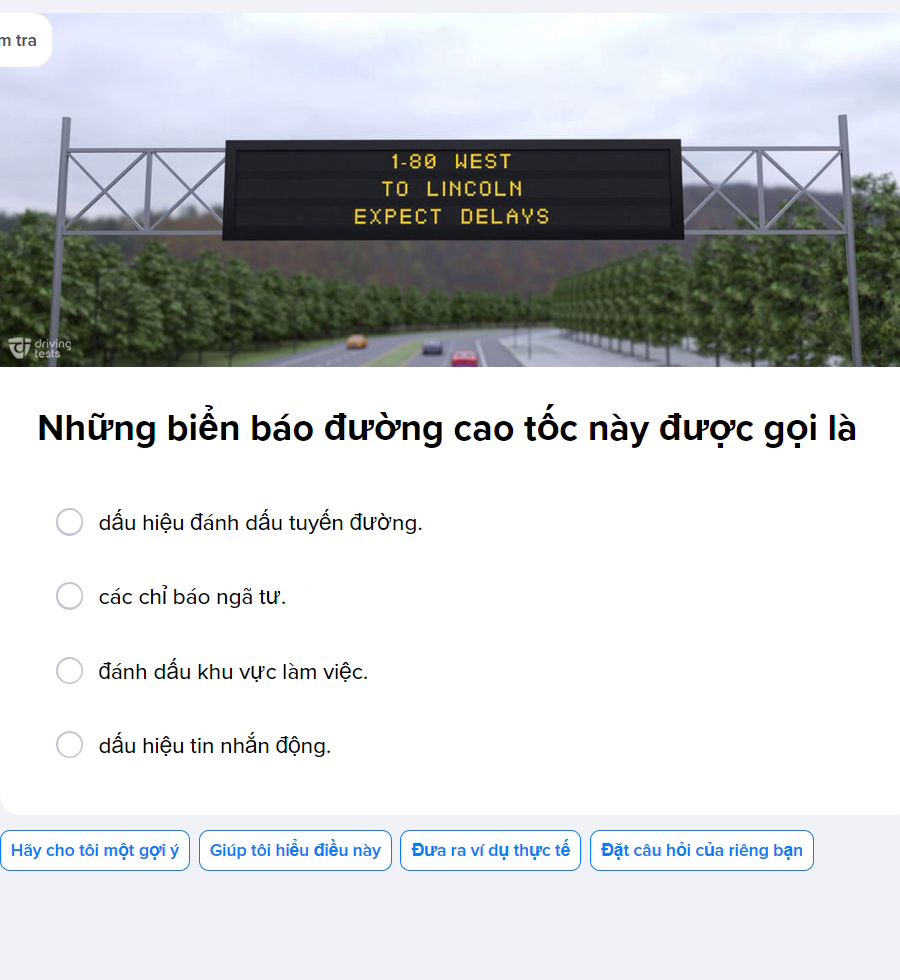 m tra
1-80 WEST
TO LINCOLN
EXPECT DELAYS
driving
tests
Những biển báo đường cao tốc này được gọi là
dấu hiệu đánh dấu tuyến đường.
các chỉ báo ngã tư.
đánh dấu khu vực làm việc.
dấu hiệu tin nhắn động.
Hãy cho tôi một gợi ý
Giúp tôi hiểu điều này
Đưa ra ví dụ thực tế
Đặt câu hỏi của riêng bạn